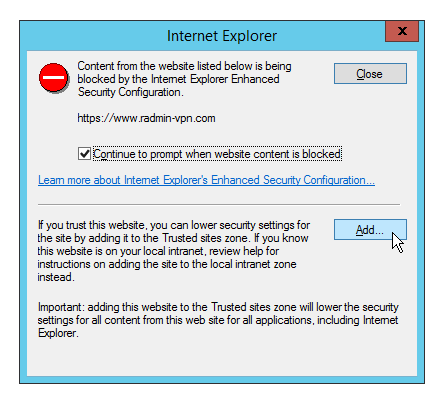 Internet Explorer
x
Content from the website listed below is being
blocked by the Internet Explorer Enhanced
Security Configuration.
Close
https://www.radmin-vpn.com
Continue to prompt when website content is blocked
Learn more about Internet Explorer's Enhanced Security Configuration...
If you trust this website, you can lower security settings for
the site by adding it to the Trusted sites zone. If you know
this website is on your local intranet, review help for
instructions on adding the site to the local intranet zone
instead.
Add...
Important: adding this website to the Trusted sites zone will lower the security
settings for all content from this web site for all applications, including Internet
Explorer.